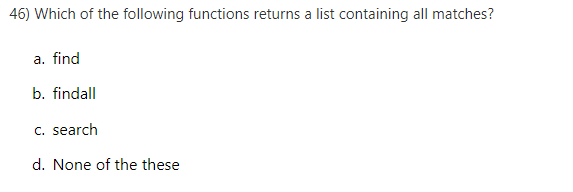 46) Which of the following functions returns a list containing all matches?
a. find
b. findall
c. search
d. None of the these